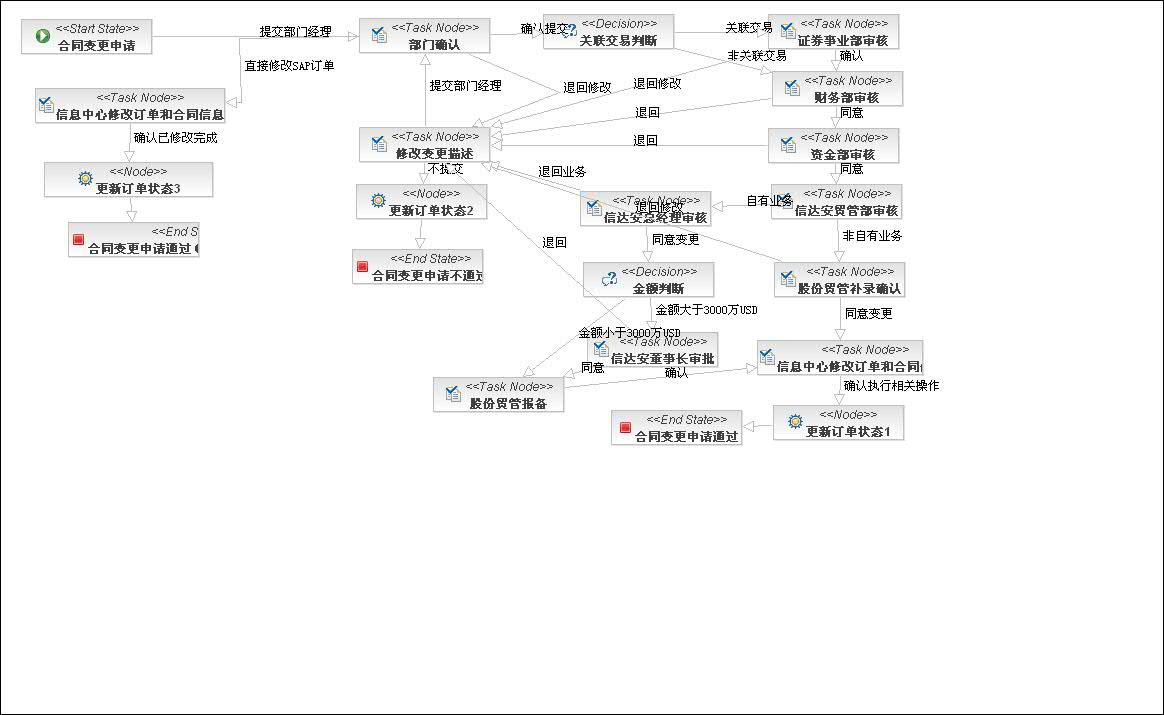 <<Start State>>
合同变更申请
提交部门经理
直接修改SAP订单
<<Task Node>>
部门确认
确认提交
<<Decision>>
关联交易判断
关联交易
非关联交易
<<Task Node>>
证券事业部审核
确认
<<Task Node>>
财务部审核
同意
<<Task Node>>
信息中心修改订单和合同信息
确认已修改完成
提交部门经理
退回修改
退回修改
退回
<<Task Node>>
修改变更描述
退回
<<Task Node>>
资金部审核
同意
<<Node>>
更新订单状态3
不提交
退回业务
<<Node>>
更新订单状态2
<<Task Node>>
信达安总经理审核
退回修改
自有业务
<<Task Node>>
信达安贸管部审核
<<End S
合同变更申请通过
退回
同意变更
非自有业务
<<End State>>
合同变更申请不通过
<<Decision>>
金额判断
<<Task Node>>
股份贸管补录确认
金额大于3000万USD
同意变更
金额小于3000万USD
<<Task Node>>
信达安董事长审批
<<Task Node>>
信息中心修改订单和合同
同意
确认
<<Task Node>>
股份贸管报备
确认执行相关操作
<<End State>>
合同变更申请通过
<<Node>>
更新订单状态1